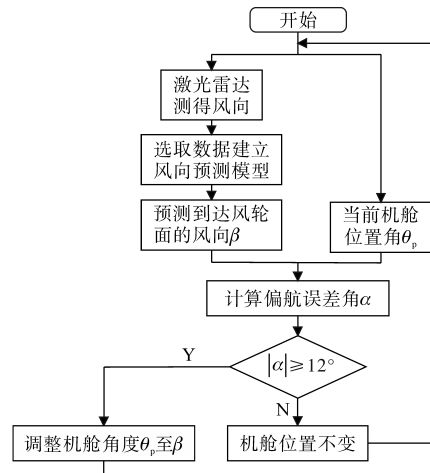 开始
激光雷达
测得风向
选取数据建立
风向预测模型
预测到达风轮
面的风向β
当前机舱
位置角θp
计算偏航误差角α
|α|⩾12°
Y
N
调整机舱角度θp至β
机舱位置不变